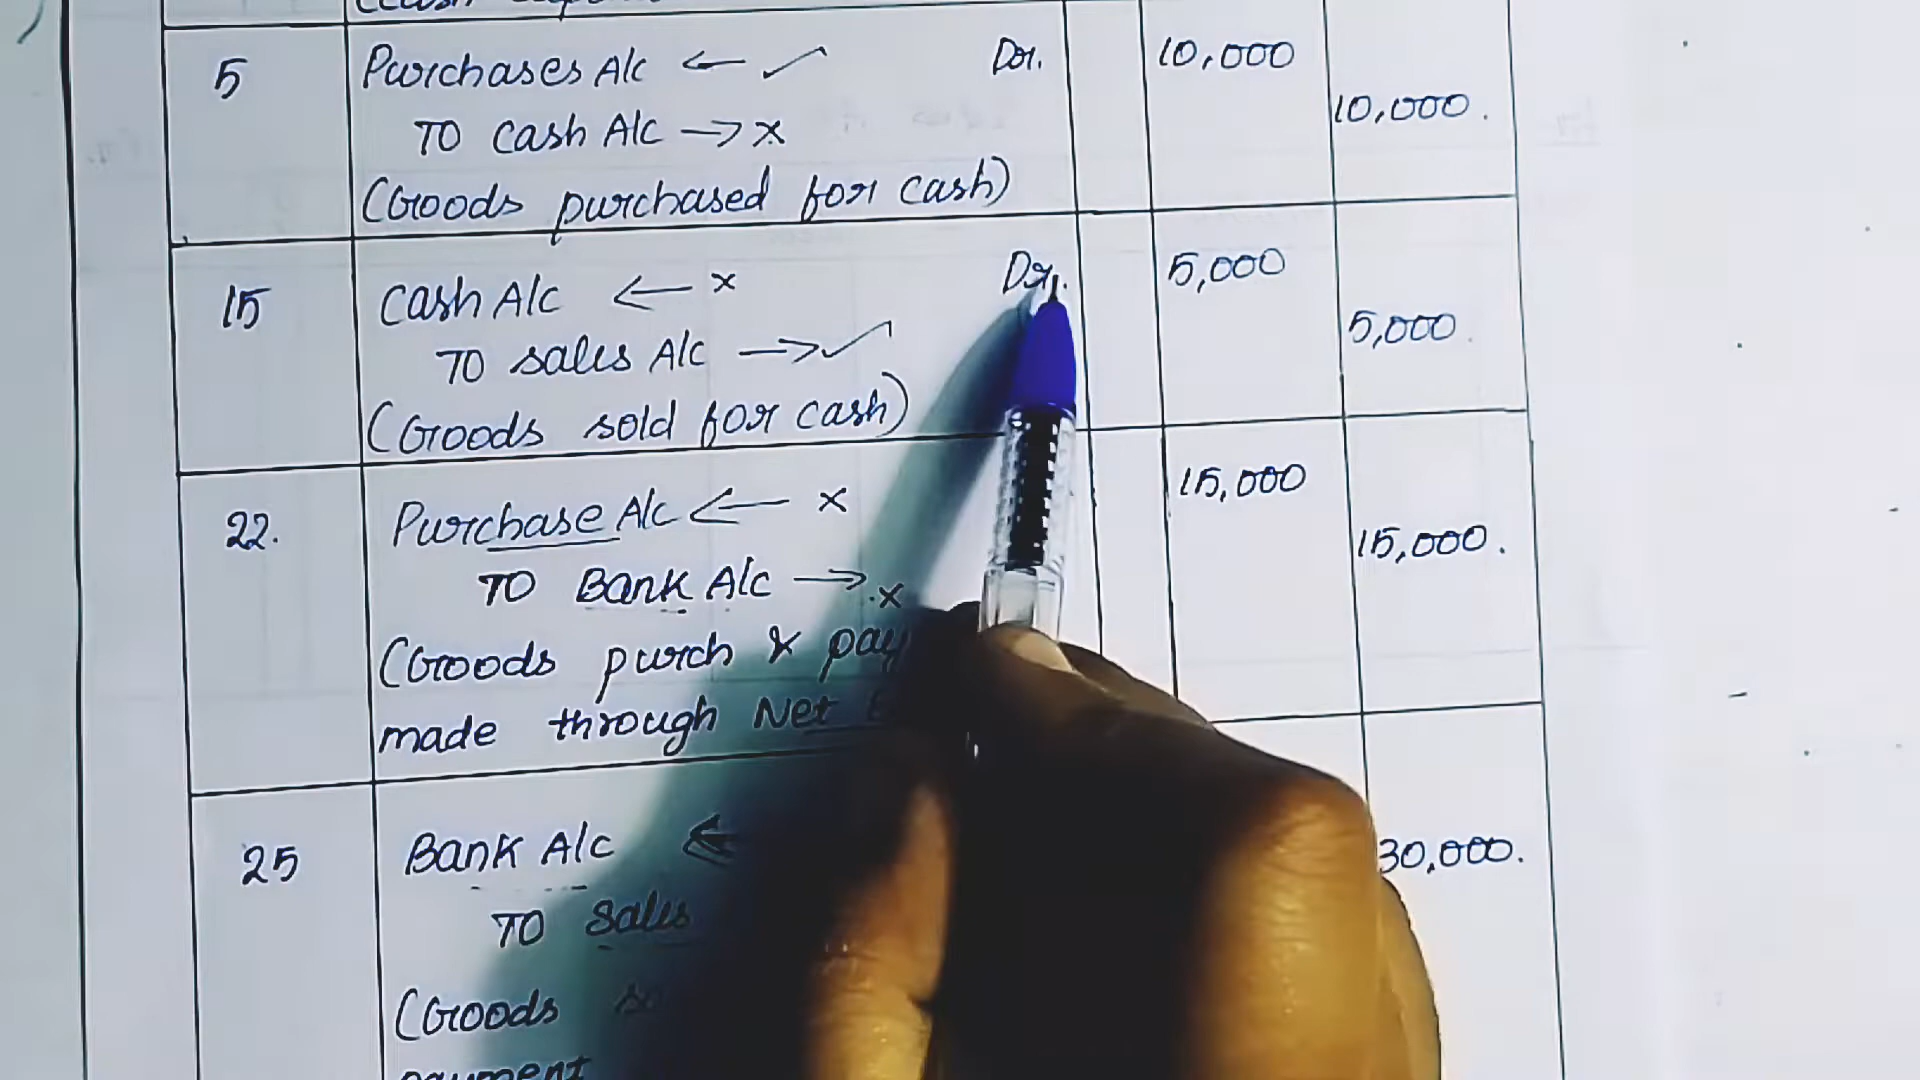 5 Purchases A/c ← ✓ Dr. 10,000
To cash A/c → x 10,000.
(Goods purchased for cash)
15 Cash A/c ← x Dr. 5,000
To sales A/c → ✓ 5,000.
(Goods sold for cash)
22. Purchase A/c ← x 15,000
To Bank A/c → x 15,000.
(Goods purch & pay
made through Net
25 Bank A/c ← 30,000.
To Sales
(Goods
payment